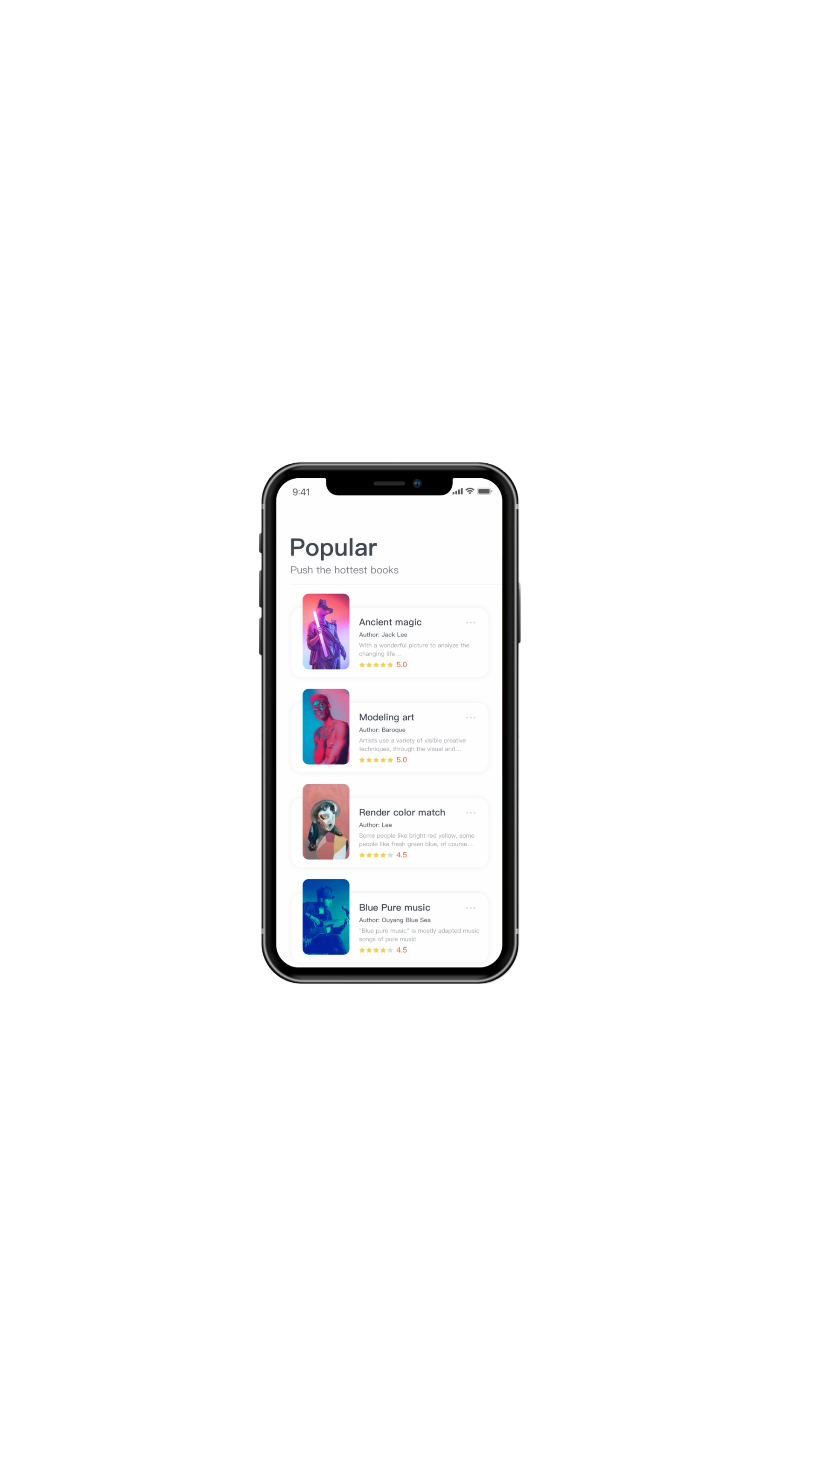 9:41
Popular
Push the hottest books
Ancient magic
Author: Jack Lee
With a wonderful picture to analyze the
changing life...
5.0
Modeling art
Author: Baroque
Artists use a variety of visible creative
techniques, through the visual and...
5.0
Render color match
Author: Lee
Some people like bright red yellow, some
people like fresh green blue, of course...
4.5
Blue Pure music
Author: Ouyang Blue Sea
"Blue pure music" is mostly adapted music
songs of pure music
4.5